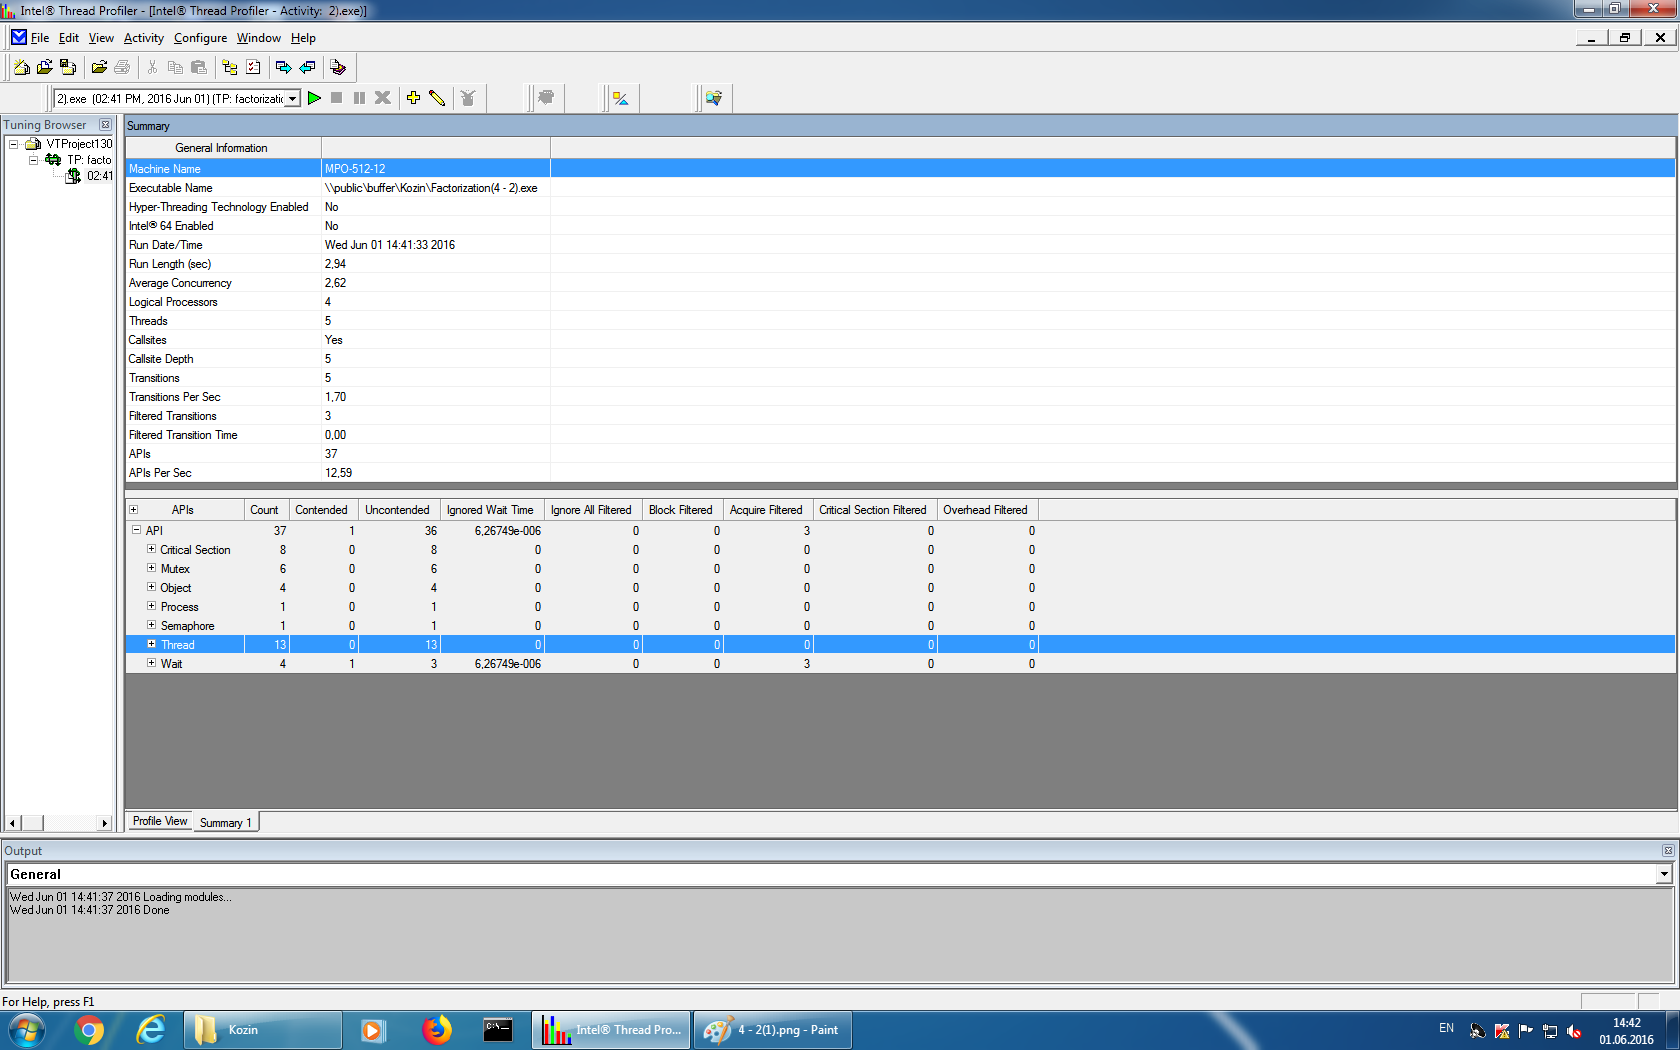 Intel® Thread Profiler - [Intel® Thread Profiler - Activity:  2).exe)]
File Edit View Activity Configure Window Help
2).exe  (02:41 PM, 2016 Jun 01) (TP: factorizatic
Tuning Browser
VTProject130
TP: facto
02:41
Summary
General Information
Machine Name MPO-512-12
Executable Name \\public\buffer\Kozin\Factorization(4 - 2).exe
Hyper-Threading Technology Enabled No
Intel® 64 Enabled No
Run Date/Time Wed Jun 01 14:41:33 2016
Run Length (sec) 2,94
Average Concurrency 2,62
Logical Processors 4
Threads 5
Callsites Yes
Callsite Depth 5
Transitions 5
Transitions Per Sec 1,70
Filtered Transitions 3
Filtered Transition Time 0,00
APIs 37
APIs Per Sec 12,59
APIs Count Contended Uncontended Ignored Wait Time Ignore All Filtered Block Filtered Acquire Filtered Critical Section Filtered Overhead Filtered
API 37 1 36 6,26749e-006 0 0 3 0 0
Critical Section 8 0 8 0 0 0 0 0 0
Mutex 6 0 6 0 0 0 0 0 0
Object 4 0 4 0 0 0 0 0 0
Process 1 0 1 0 0 0 0 0 0
Semaphore 1 0 1 0 0 0 0 0 0
Thread 13 0 13 0 0 0 0 0 0
Wait 4 1 3 6,26749e-006 0 0 3 0 0
Profile View Summary 1
Output
General
Wed Jun 01 14:41:37 2016 Loading modules...
Wed Jun 01 14:41:37 2016 Done
For Help, press F1
Kozin
C:\_
Intel® Thread Pro...
4 - 2(1).png - Paint
EN
14:42
01.06.2016